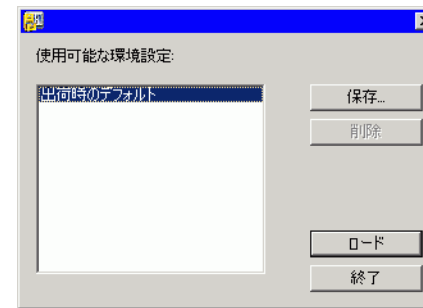 使用可能な環境設定:
出荷時のデフォルト
保存...
削除
ロード
終了